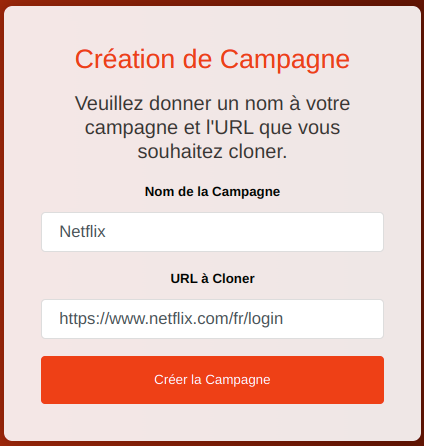 Création de Campagne
Veuillez donner un nom à votre
campagne et l'URL que vous
souhaitez cloner.
Nom de la Campagne
Netflix
URL à Cloner
https://www.netflix.com/fr/login
Créer la Campagne